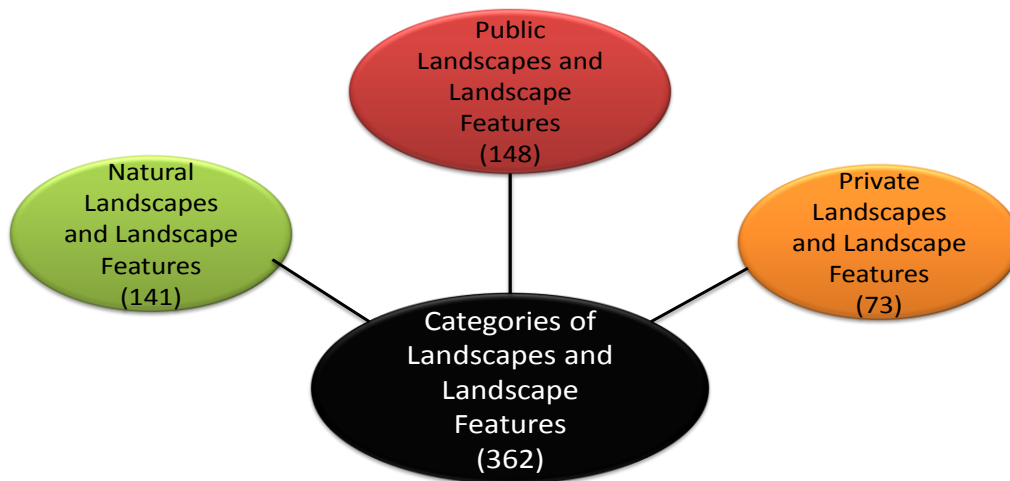 Public
Landscapes and
Landscape
Features
(148)
Natural
Landscapes
and Landscape
Features
(141)
Private
Landscapes
and Landscape
Features
(73)
Categories of
Landscapes and
Landscape
Features
(362)